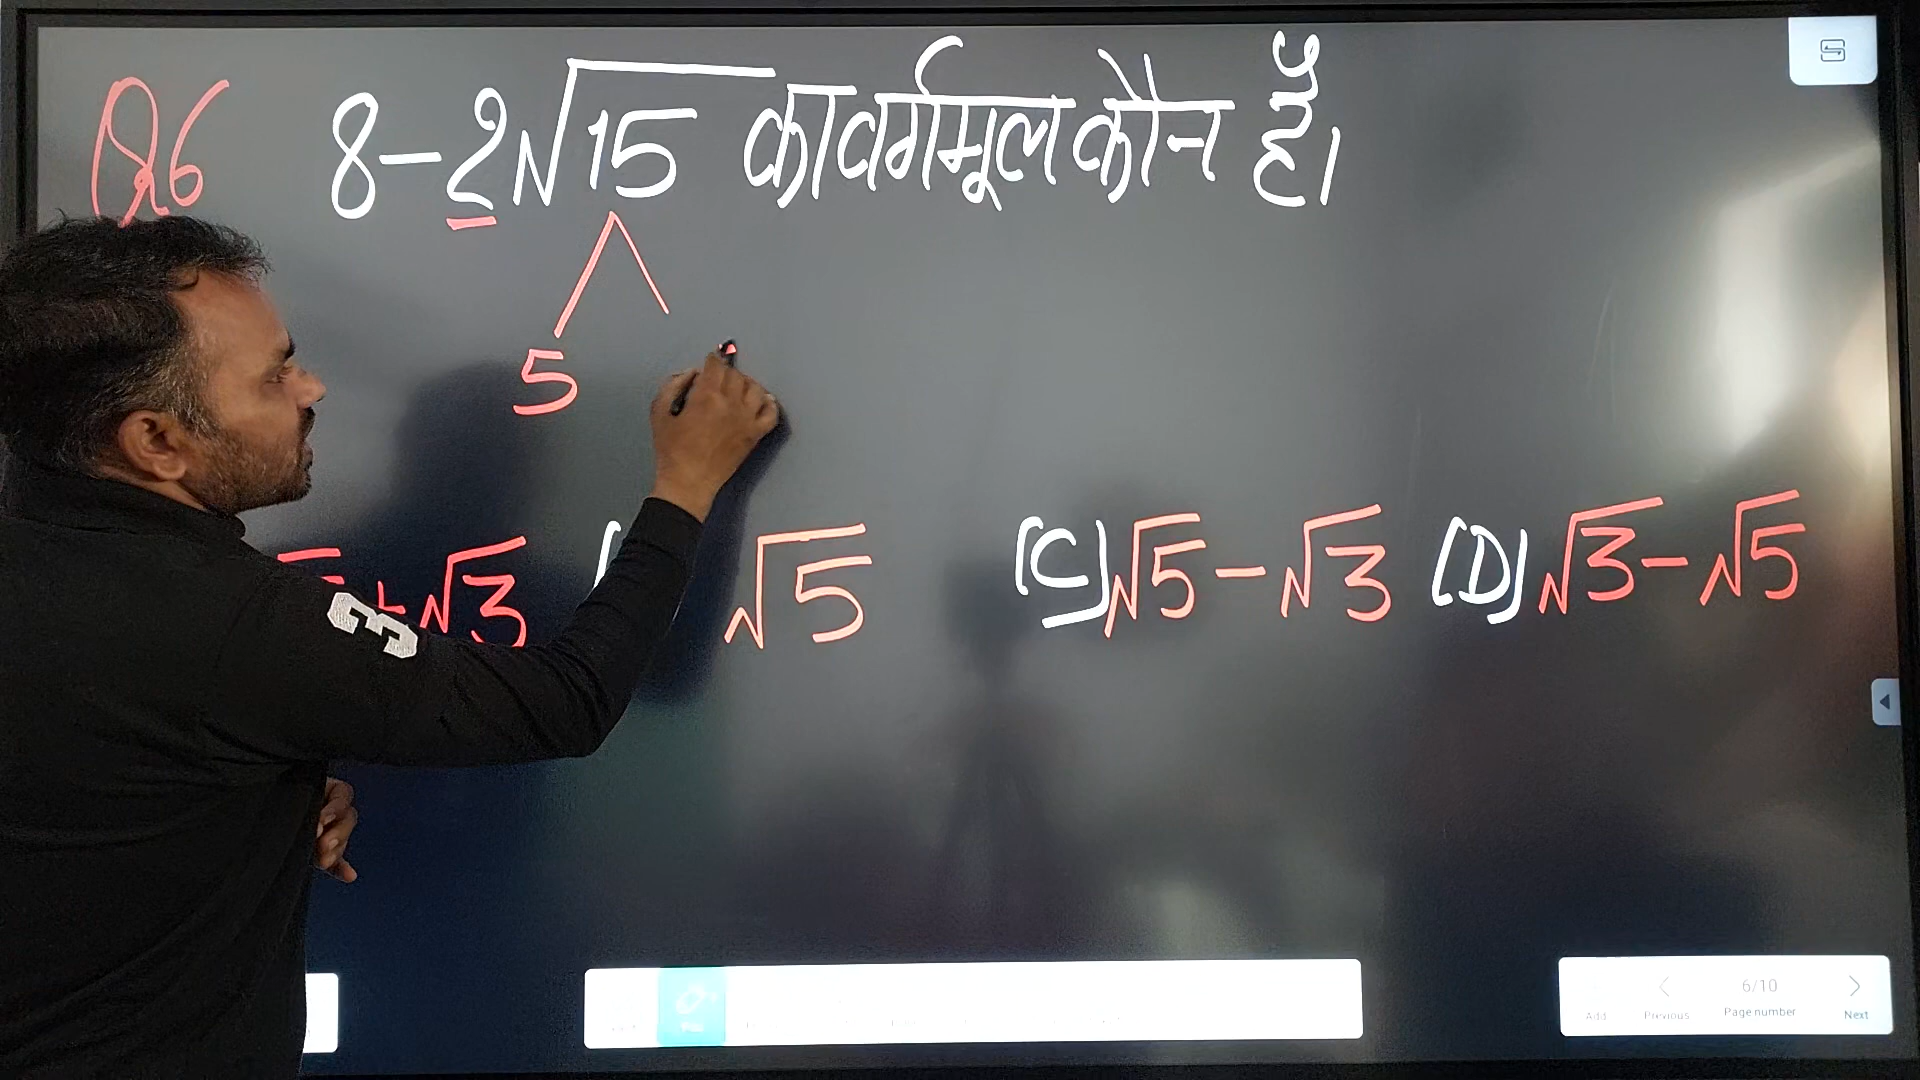 Q6 8-2√15 का वर्गमूल कौन है।
5
+√3 √5 (C) √5-√3 (D) √3-√5
3
6/10
Add Previous Page number Next